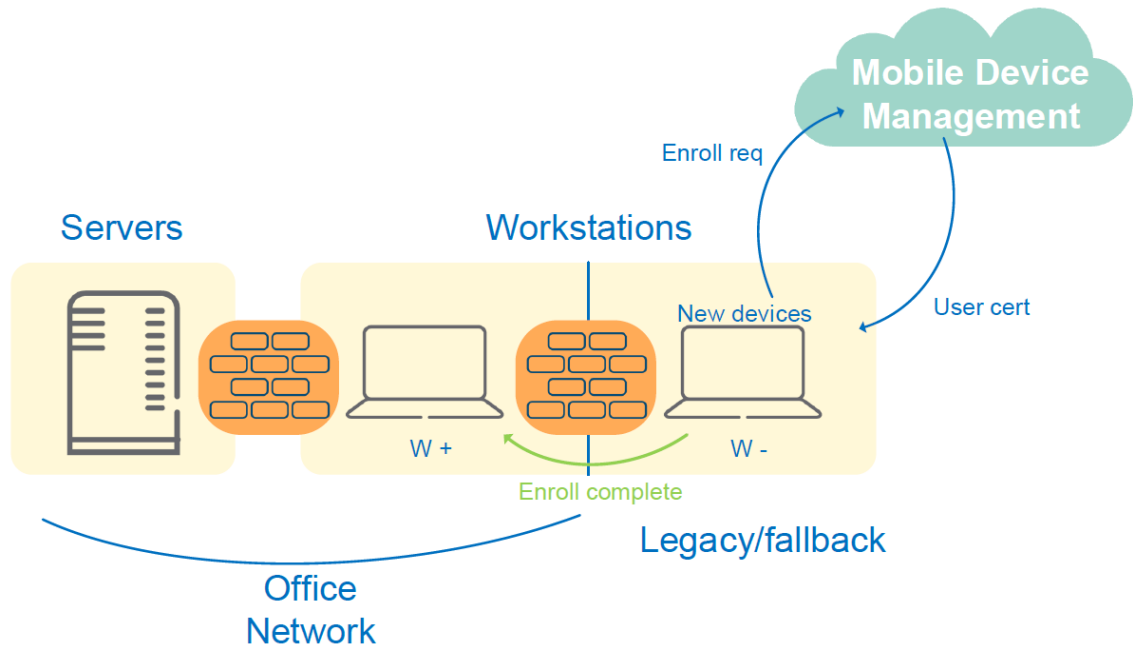 Mobile Device
Management
Enroll req
Servers
Workstations
New devices
User cert
W +
W -
Enroll complete
Legacy/fallback
Office
Network